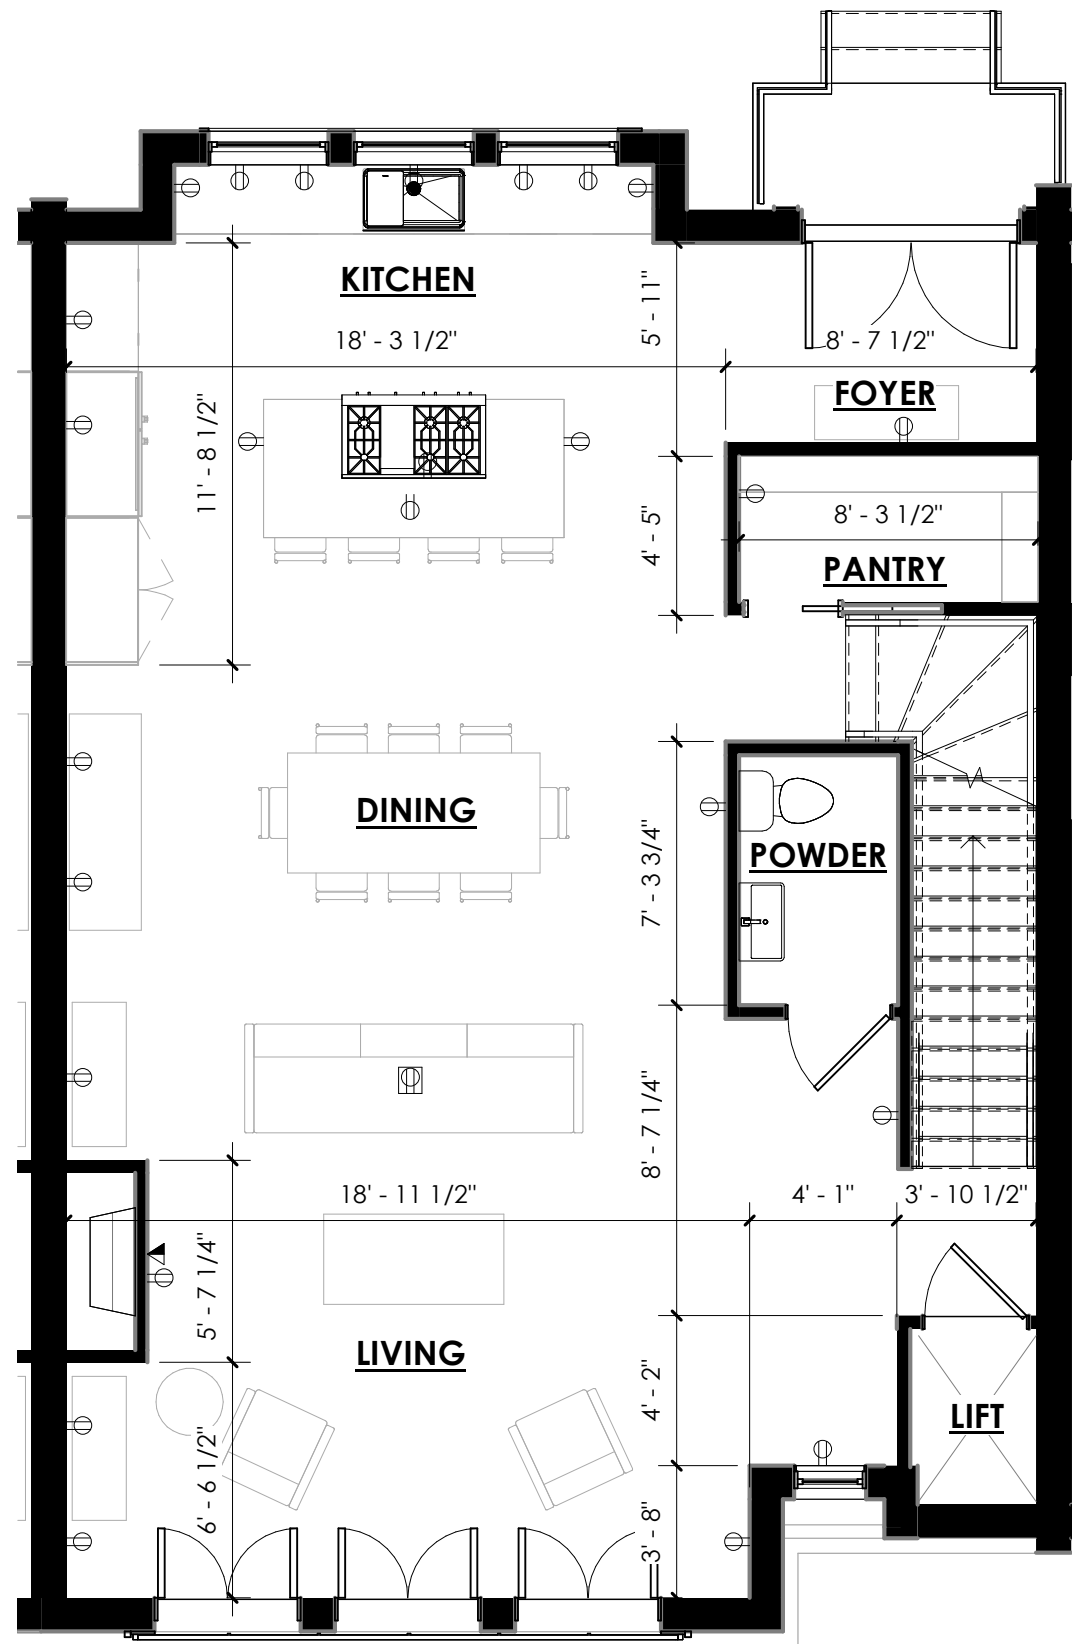 KITCHEN
18' - 3 1/2"
5' - 11"
8' - 7 1/2"
FOYER
11' - 8 1/2"
4' - 5"
8' - 3 1/2"
PANTRY
DINING
7' - 3 3/4"
POWDER
8' - 7 1/4"
18' - 11 1/2"
4' - 1"
3' - 10 1/2"
5' - 7 1/4"
LIVING
4' - 2"
LIFT
6' - 6 1/2"
3' - 8"